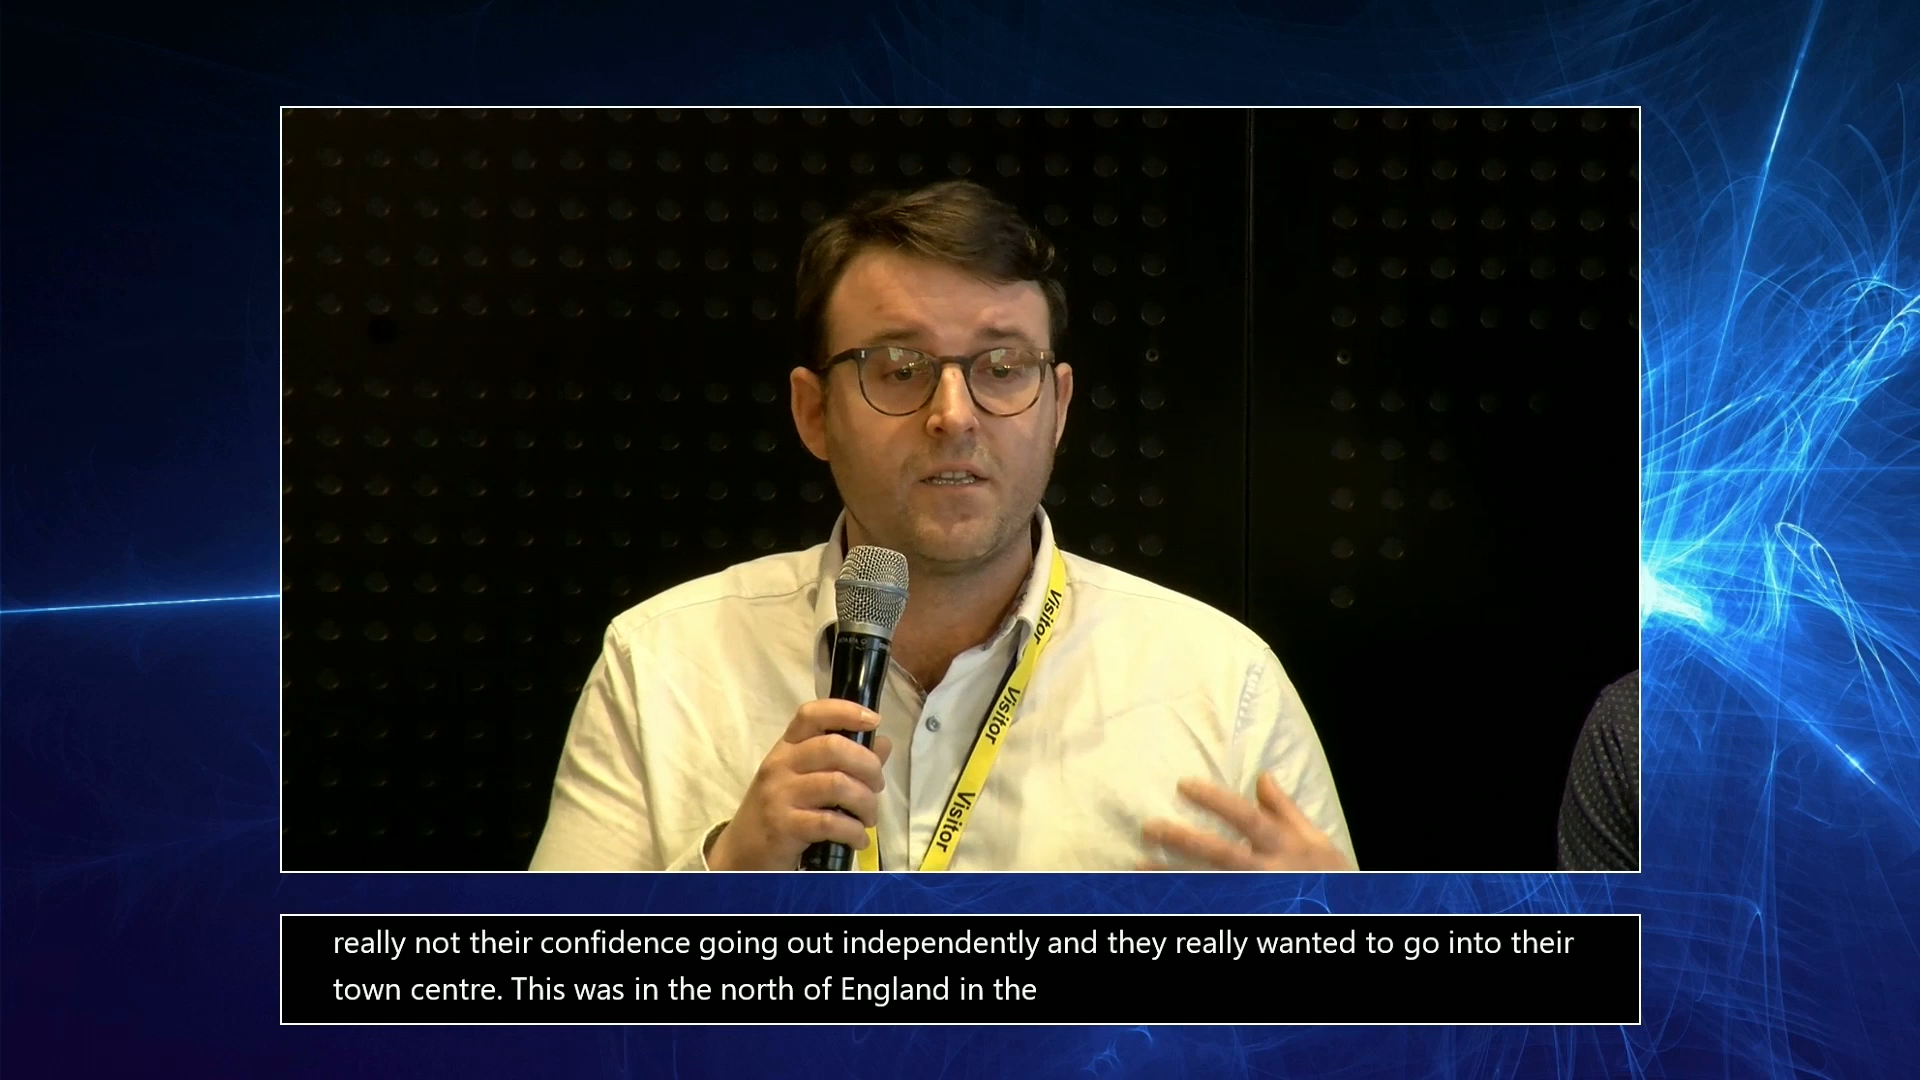 Visitor
Visitor
Visitor
really not their confidence going out independently and they really wanted to go into their
town centre. This was in the north of England in the